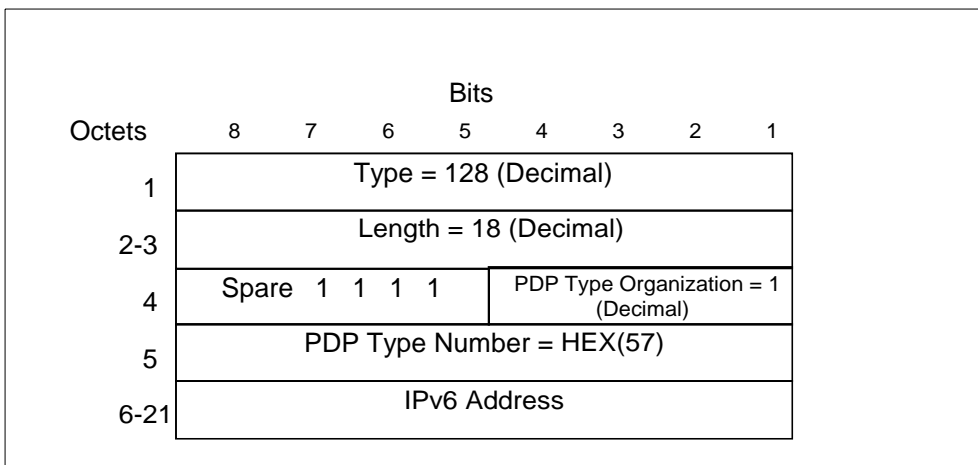 Bits
Octets 8 7 6 5 4 3 2 1
1 Type = 128 (Decimal)
2-3 Length = 18 (Decimal)
4 Spare 1 1 1 1 PDP Type Organization = 1
(Decimal)
5 PDP Type Number = HEX(57)
6-21 IPv6 Address